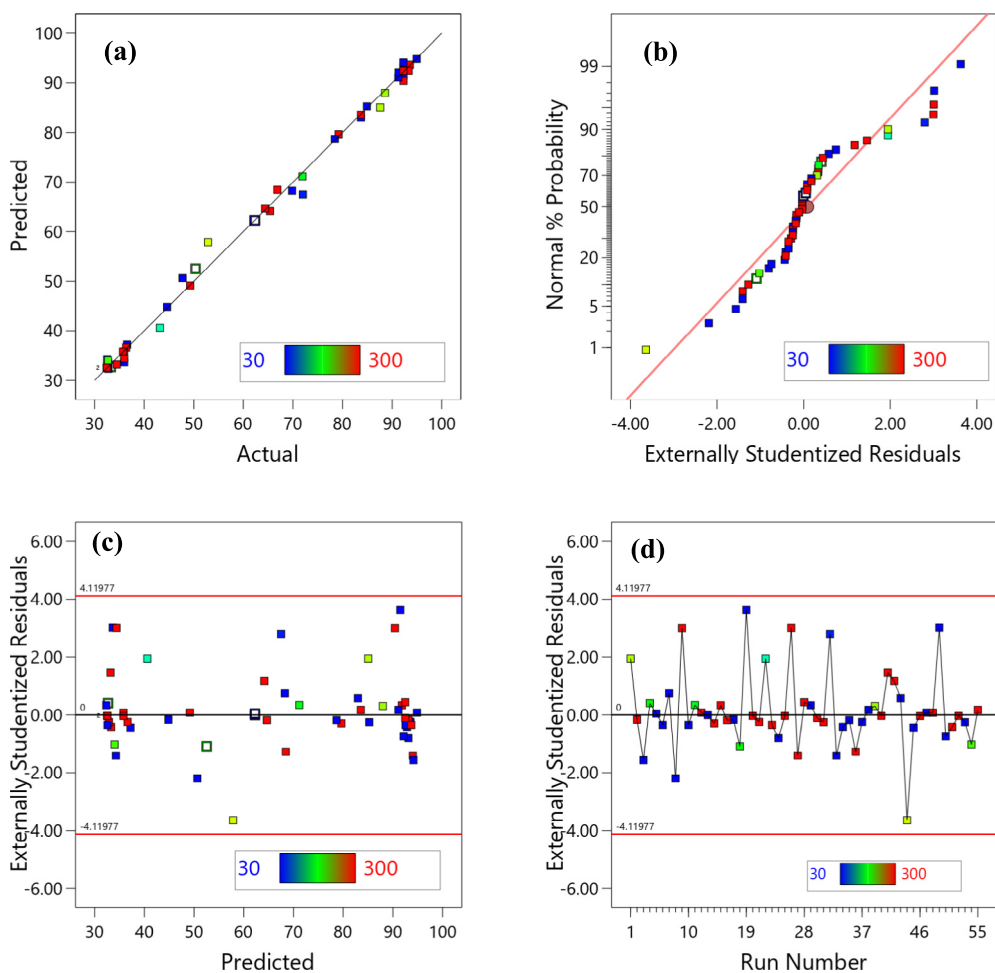 (a)
Predicted
100
90
80
70
60
50
40
30
2
30 300
30 40 50 60 70 80 90 100
Actual
(b)
Normal % Probability
99
90
70
50
20
5
1
30 300
-4.00 -2.00 0.00 2.00 4.00
Externally Studentized Residuals
(c)
Externally Studentized Residuals
6.00
4.00
2.00
0.00
-2.00
-4.00
-6.00
4.11977
0
-4.11977
30 300
30 40 50 60 70 80 90 100
Predicted
(d)
Externally Studentized Residuals
6.00
4.00
2.00
0.00
-2.00
-4.00
-6.00
4.11977
0
-4.11977
30 300
1 10 19 28 37 46 55
Run Number